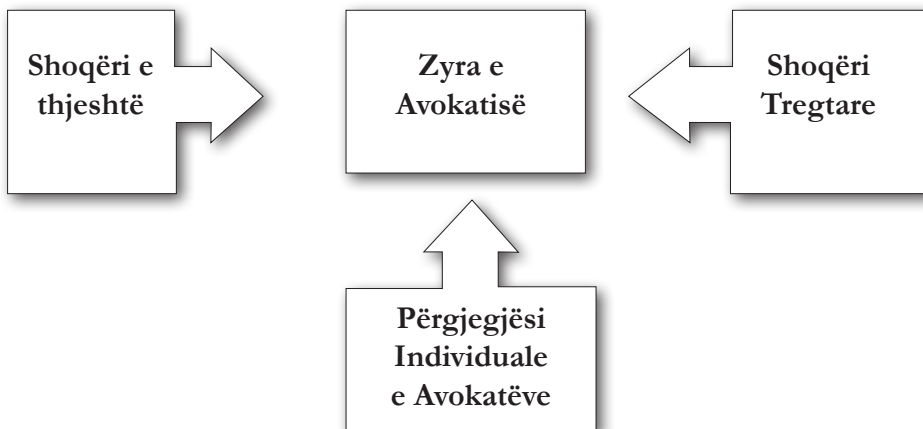 Shoqëri e
thjeshtë
Zyra e
Avokatisë
Shoqëri
Tregtare
Përgjegjësi
Individuale
e Avokatëve